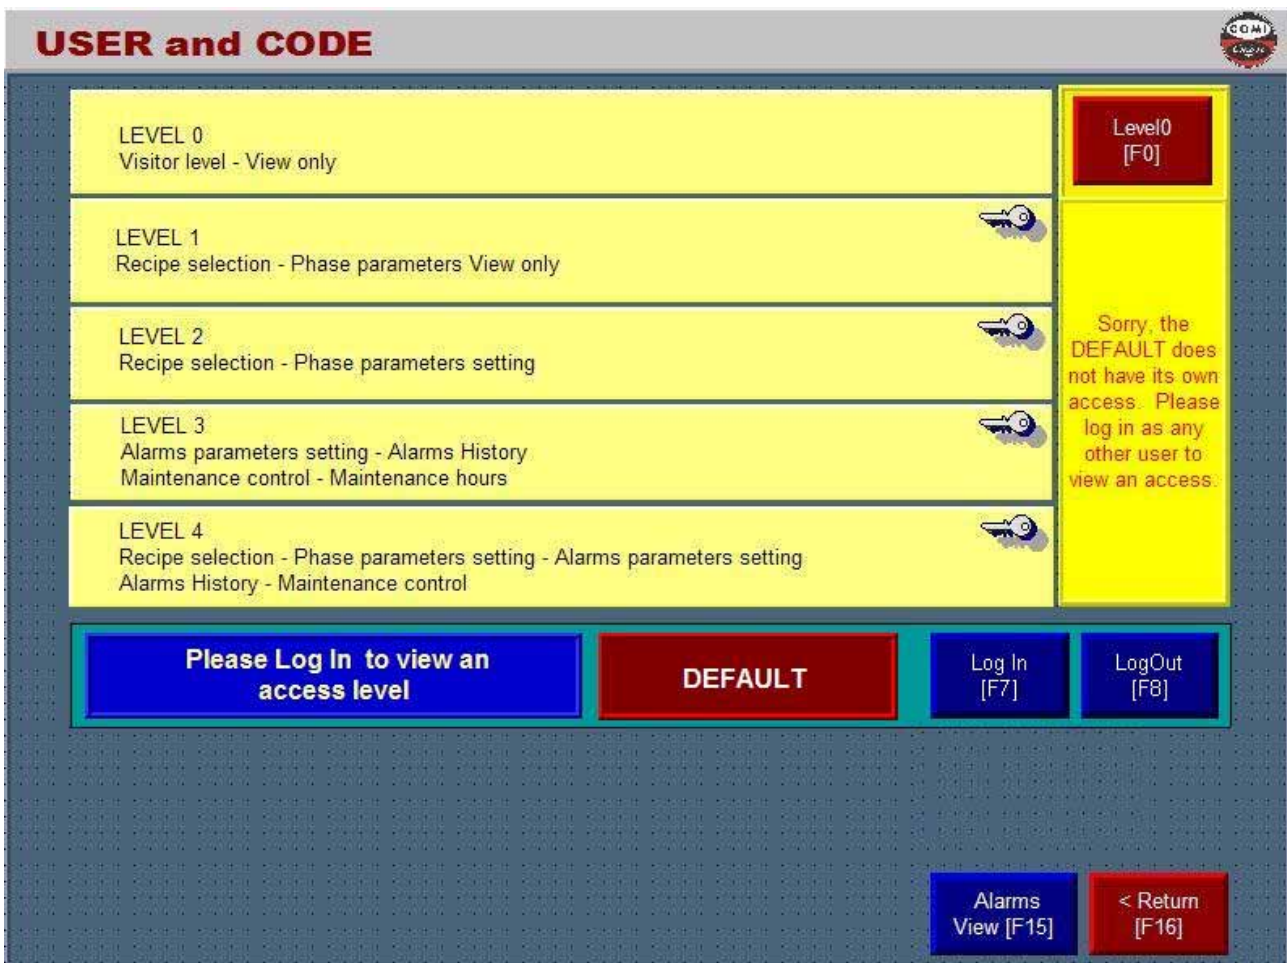 USER and CODE
COMI
LEVEL 0
Visitor level - View only
Level0
[F0]
LEVEL 1
Recipe selection - Phase parameters View only
LEVEL 2
Recipe selection - Phase parameters setting
LEVEL 3
Alarms parameters setting - Alarms History
Maintenance control - Maintenance hours
LEVEL 4
Recipe selection - Phase parameters setting - Alarms parameters setting
Alarms History - Maintenance control
Sorry, the
DEFAULT does
not have its own
access. Please
log in as any
other user to
view an access.
Please Log In to view an
access level
DEFAULT
Log In
[F7]
LogOut
[F8]
Alarms
View [F15]
< Return
[F16]